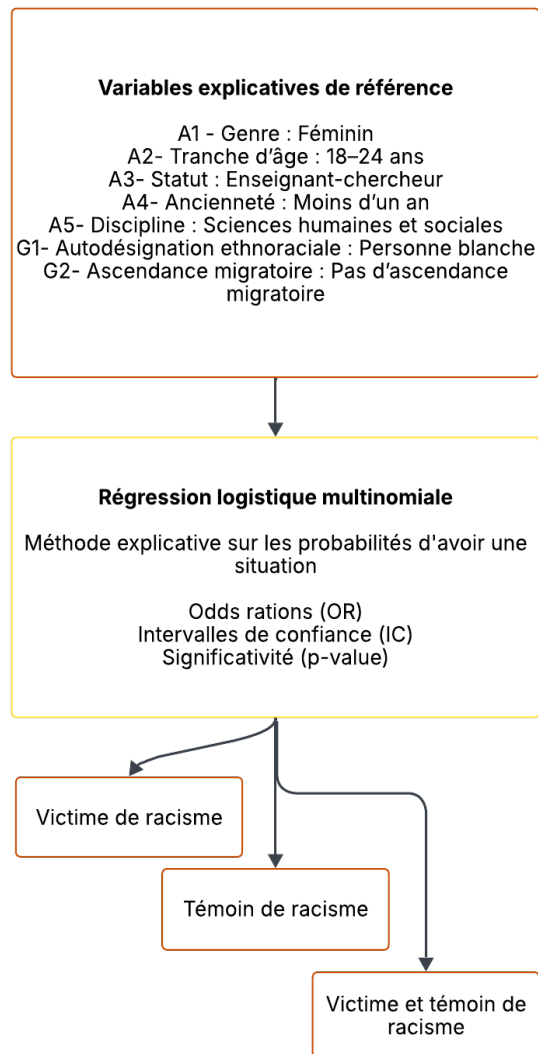 Variables explicatives de référence
A1 - Genre : Féminin
A2- Tranche d'âge : 18–24 ans
A3- Statut : Enseignant-chercheur
A4- Ancienneté : Moins d'un an
A5- Discipline : Sciences humaines et sociales
G1- Autodésignation ethnoraciale : Personne blanche
G2- Ascendance migratoire : Pas d'ascendance
migratoire
Régression logistique multinomiale
Méthode explicative sur les probabilités d'avoir une
situation
Odds rations (OR)
Intervalles de confiance (IC)
Significativité (p-value)
Victime de racisme
Témoin de racisme
Victime et témoin de
racisme